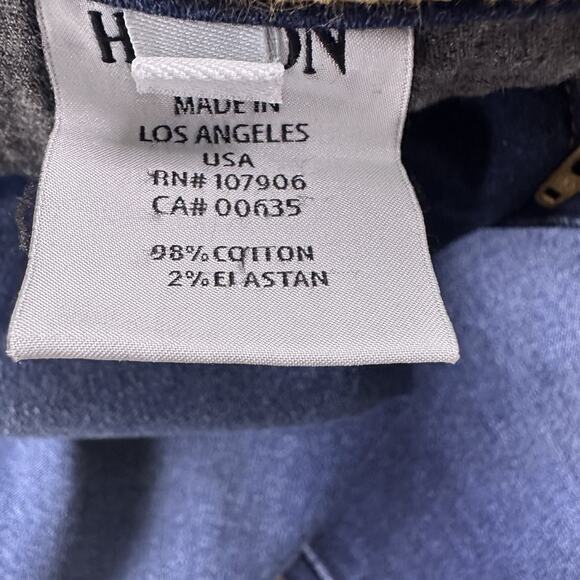 MADE IN
LOS ANGELES
USA
RN# 107906
CA# 00635
98% COTTON
2% ELASTAN